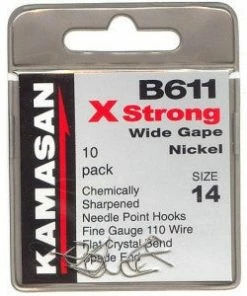 KAMASAN
B611
X Strong
Wide Gape
Nickel
10
pack
SIZE
14
Chemically
Sharpened
Needle Point Hooks
Fine Gauge 110 Wire
Flat Crystal Bend
Spade End